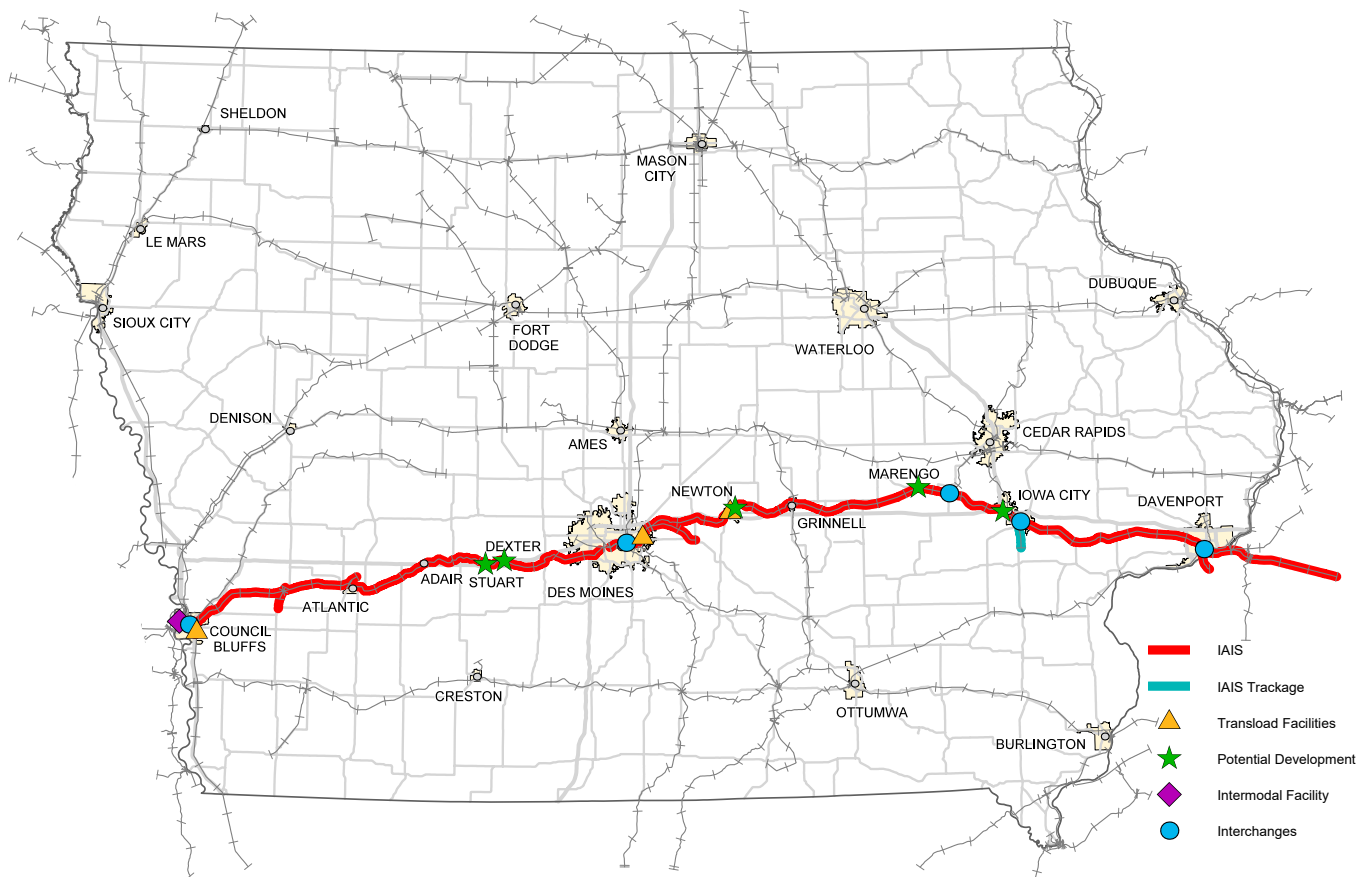 SHELDON
MASON
CITY
LE MARS
DUBUQUE
SIOUX CITY
FORT
DODGE
WATERLOO
DENISON
AMES
CEDAR RAPIDS
MARENGO
NEWTON
IOWA CITY
DAVENPORT
GRINNELL
DEXTER
ADAIR
STUART
DES MOINES
ATLANTIC
COUNCIL
BLUFFS
CRESTON
OTTUMWA
BURLINGTON
IAIS
IAIS Trackage
Transload Facilities
Potential Development
Intermodal Facility
Interchanges